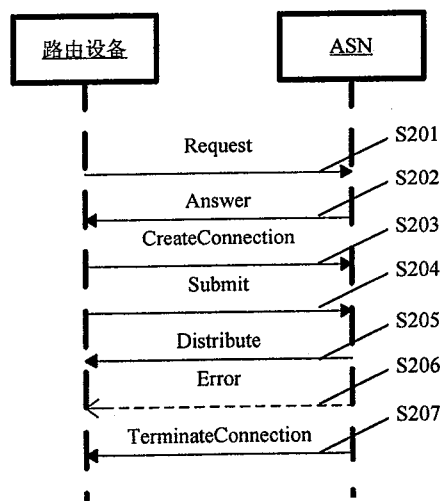 路由设备
ASN
Request
S201
Answer
S202
CreateConnection
S203
Submit
S204
Distribute
S205
Error
S206
TerminateConnection
S207